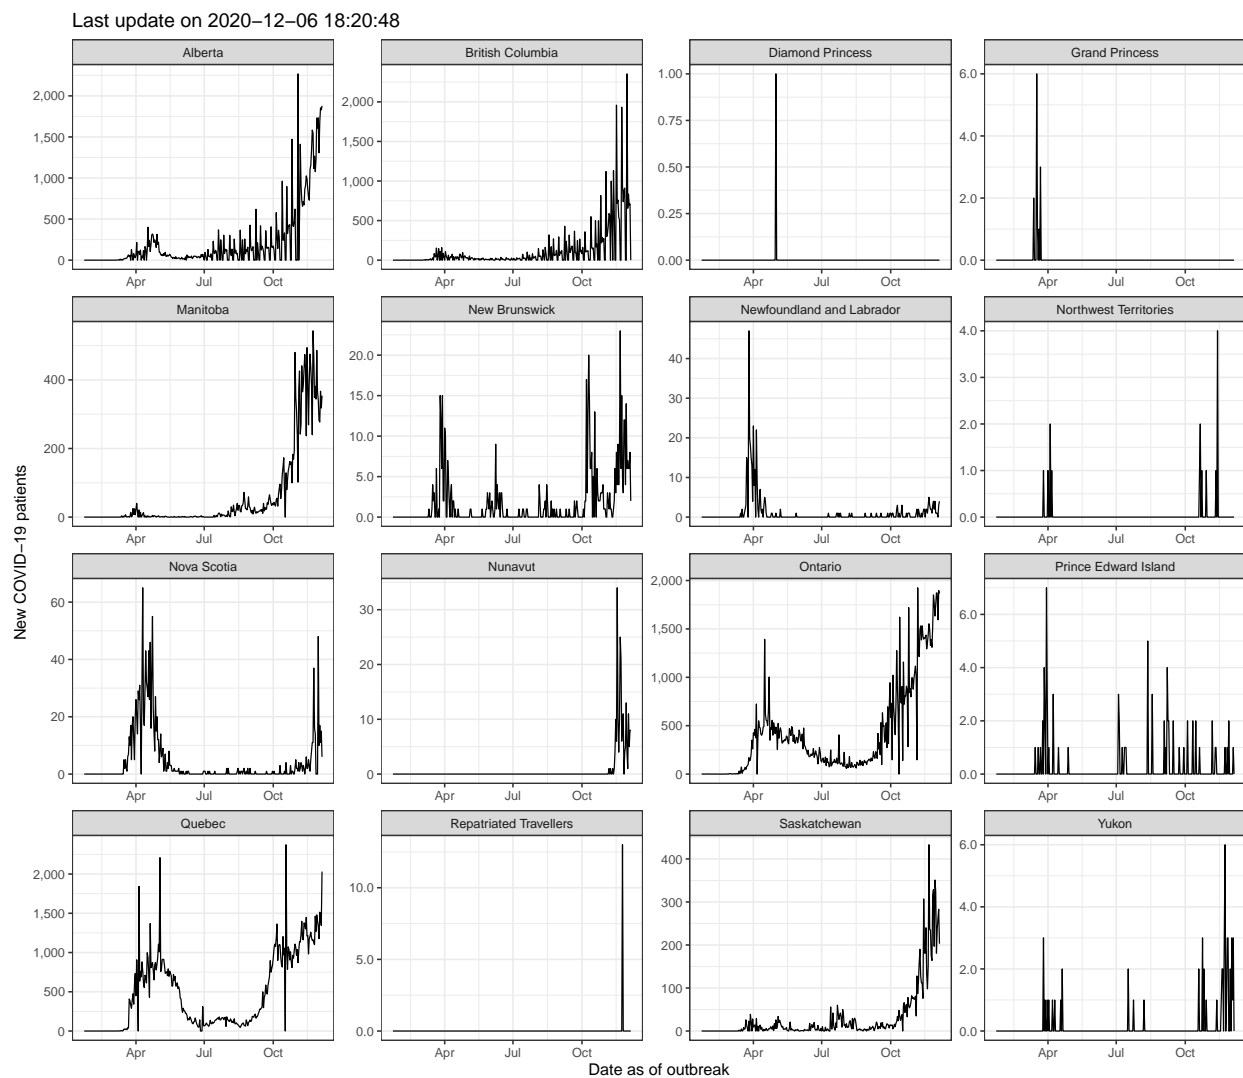 Last update on 2020−12−06 18:20:48
New COVID−19 patients
Alberta
2,000
1,500
1,000
500
0
Apr Jul Oct
British Columbia
2,000
1,500
1,000
500
0
Apr Jul Oct
Diamond Princess
1.00
0.75
0.50
0.25
0.00
Apr Jul Oct
Grand Princess
6.0
4.0
2.0
0.0
Apr Jul Oct
Manitoba
400
200
0
Apr Jul Oct
New Brunswick
20.0
15.0
10.0
5.0
0.0
Apr Jul Oct
Newfoundland and Labrador
40
30
20
10
0
Apr Jul Oct
Northwest Territories
4.0
3.0
2.0
1.0
0.0
Apr Jul Oct
Nova Scotia
60
40
20
0
Apr Jul Oct
Nunavut
30
20
10
0
Apr Jul Oct
Ontario
2,000
1,500
1,000
500
0
Apr Jul Oct
Prince Edward Island
6.0
4.0
2.0
0.0
Apr Jul Oct
Quebec
2,000
1,500
1,000
500
0
Apr Jul Oct
Repatriated Travellers
10.0
5.0
0.0
Apr Jul Oct
Saskatchewan
400
300
200
100
0
Apr Jul Oct
Yukon
6.0
4.0
2.0
0.0
Apr Jul Oct
Date as of outbreak